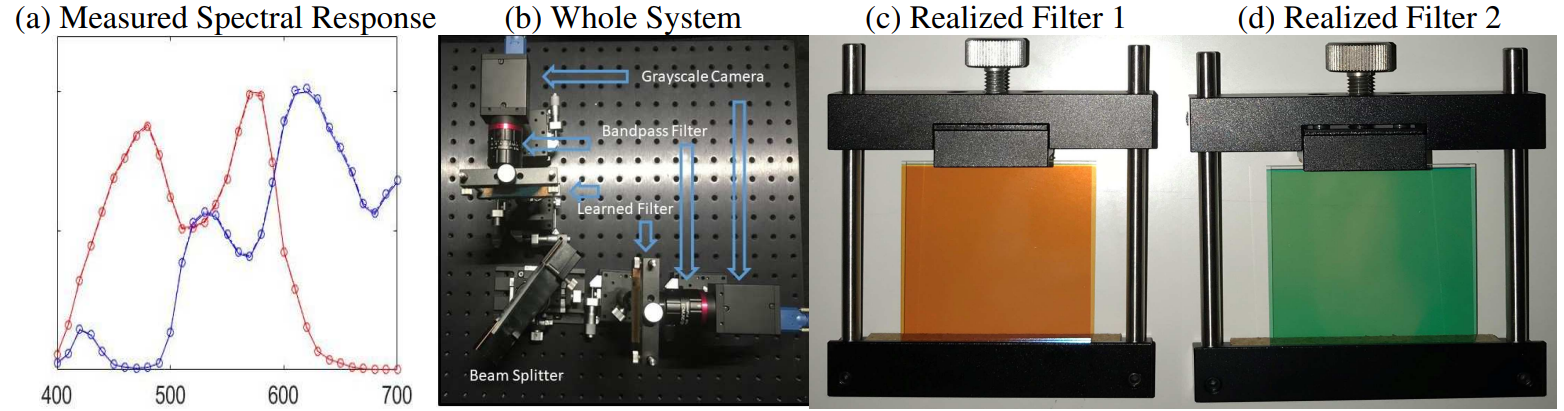 (a) Measured Spectral Response
(b) Whole System
(c) Realized Filter 1
(d) Realized Filter 2
400
500
600
700
Grayscale Camera
Bandpass Filter
Learned Filter
Beam Splitter